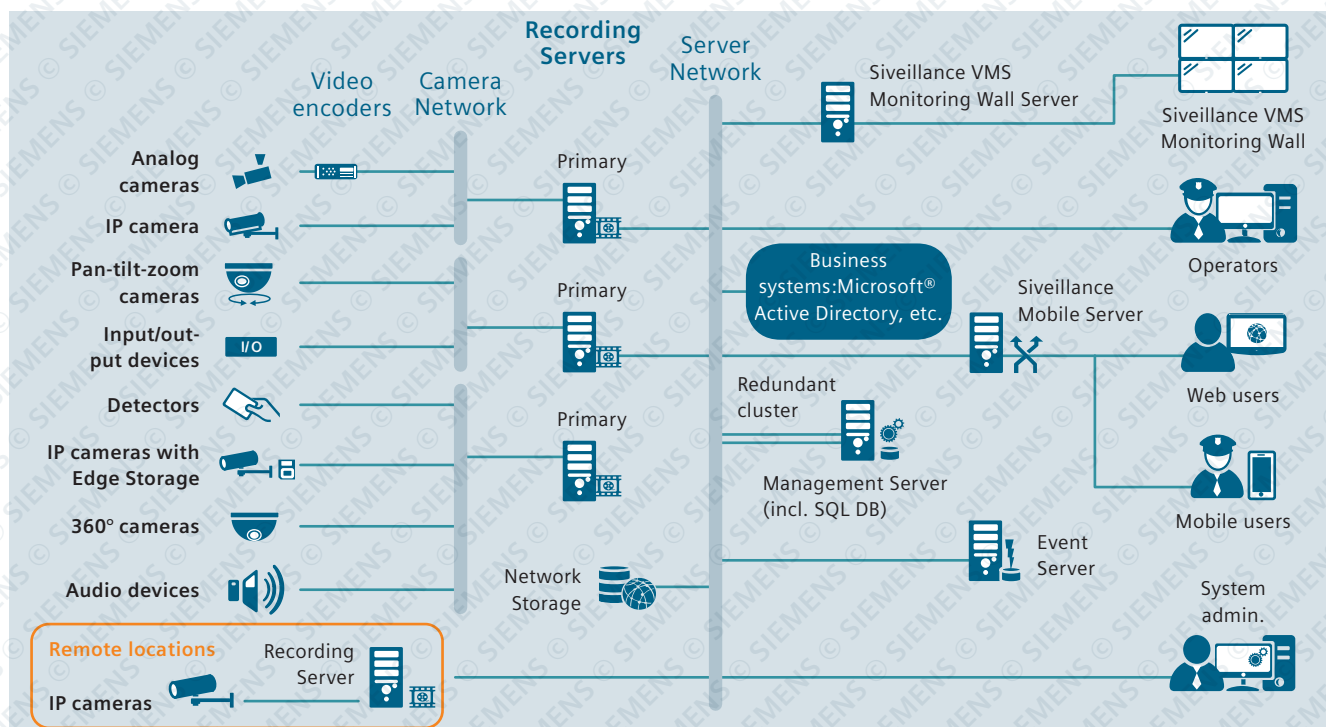 Recording
Servers
Video
encoders
Camera
Network
Server
Network
Siveillance VMS
Monitoring Wall Server
Siveillance VMS
Monitoring Wall
Analog
cameras
Primary
IP camera
Operators
Pan-tilt-zoom
cameras
Primary
Business
systems:Microsoft®
Active Directory, etc.
Siveillance
Mobile Server
Input/out-
put devices
I/O
Web users
Detectors
Primary
Redundant
cluster
IP cameras with
Edge Storage
Management Server
(incl. SQL DB)
Mobile users
360° cameras
Event
Server
Audio devices
Network
Storage
System
admin.
Remote locations
Recording
Server
IP cameras
SIEMENS ©